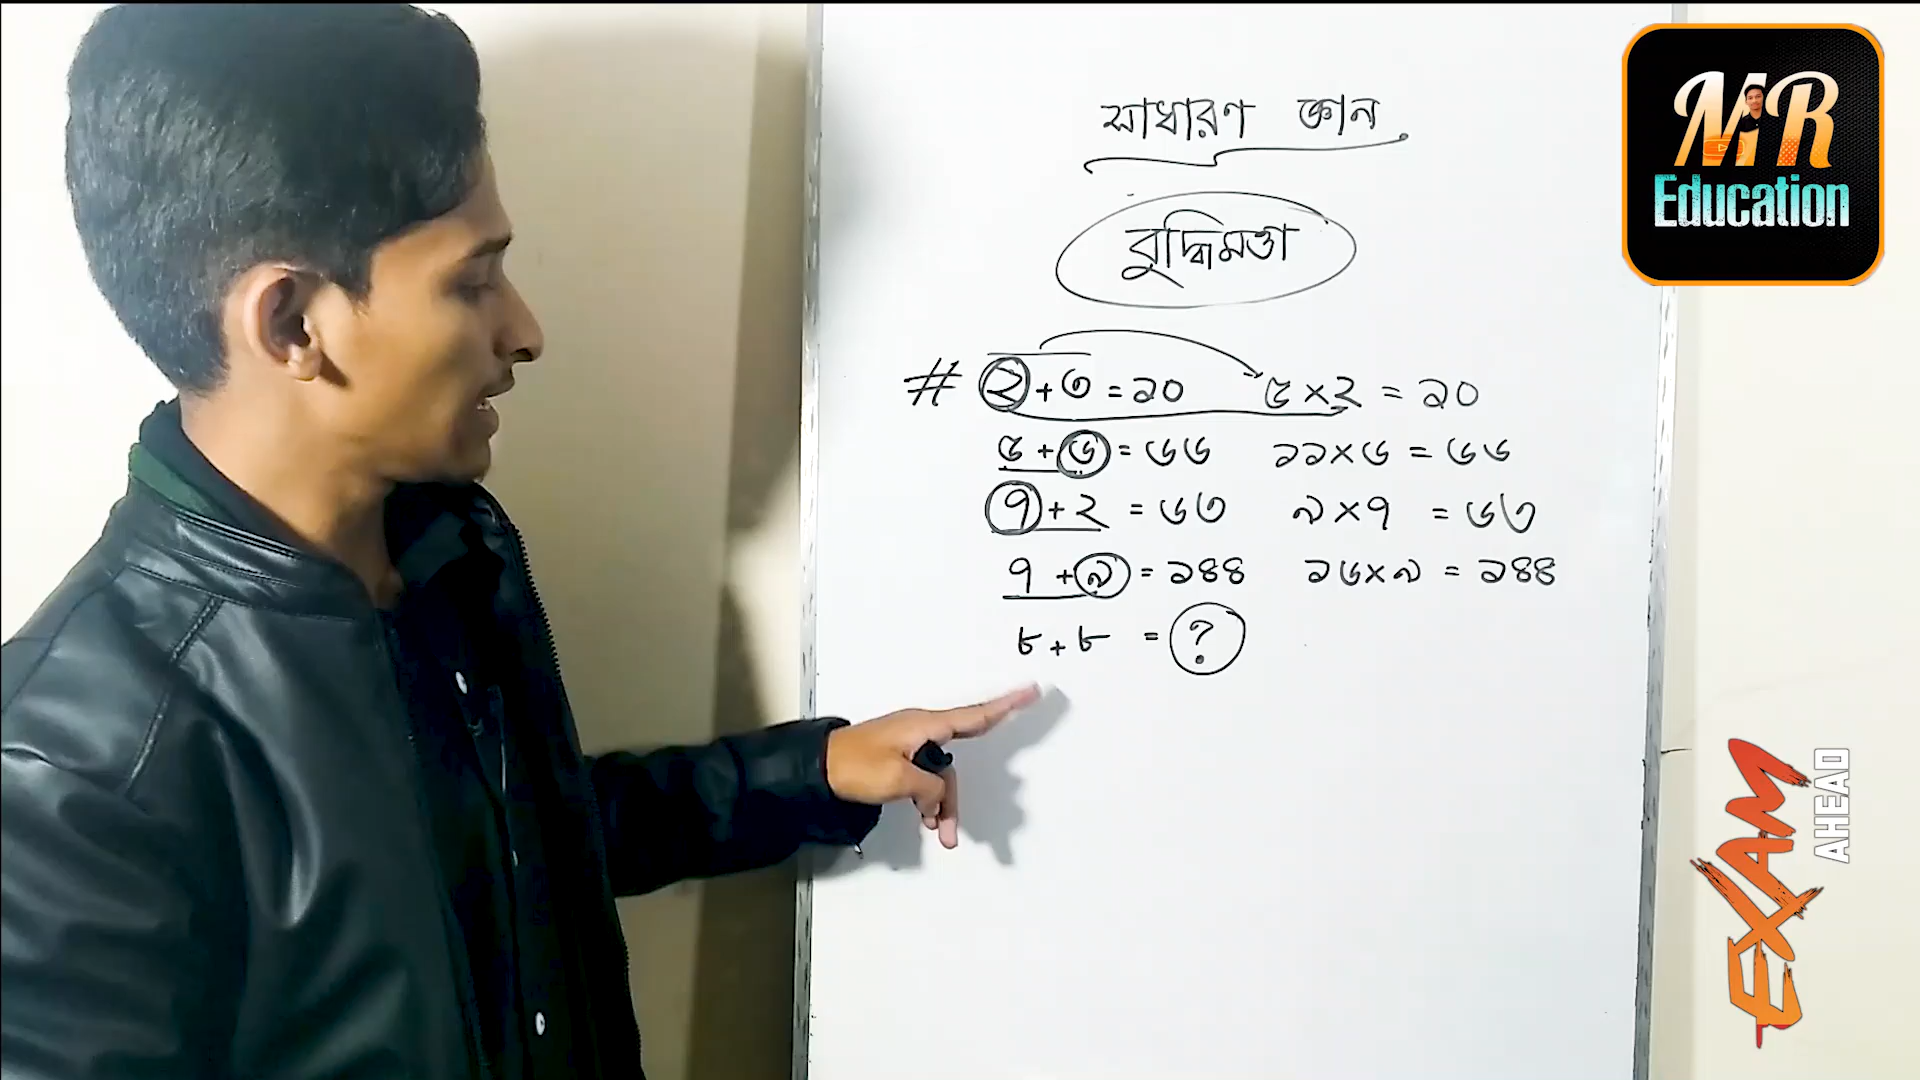 সাধারণ জ্ঞান
বুদ্ধিমত্তা
# ২+৩=১০ ৫×২=১০
৫+৬=৬৬ ১১×৬=৬৬
৭+২=৬৩ ৯×৭=৬৩
৭+৯=১৪৪ ১৬×৯=১৪৪
৮+৮=?
MR
Education
EXAM
AHEAD